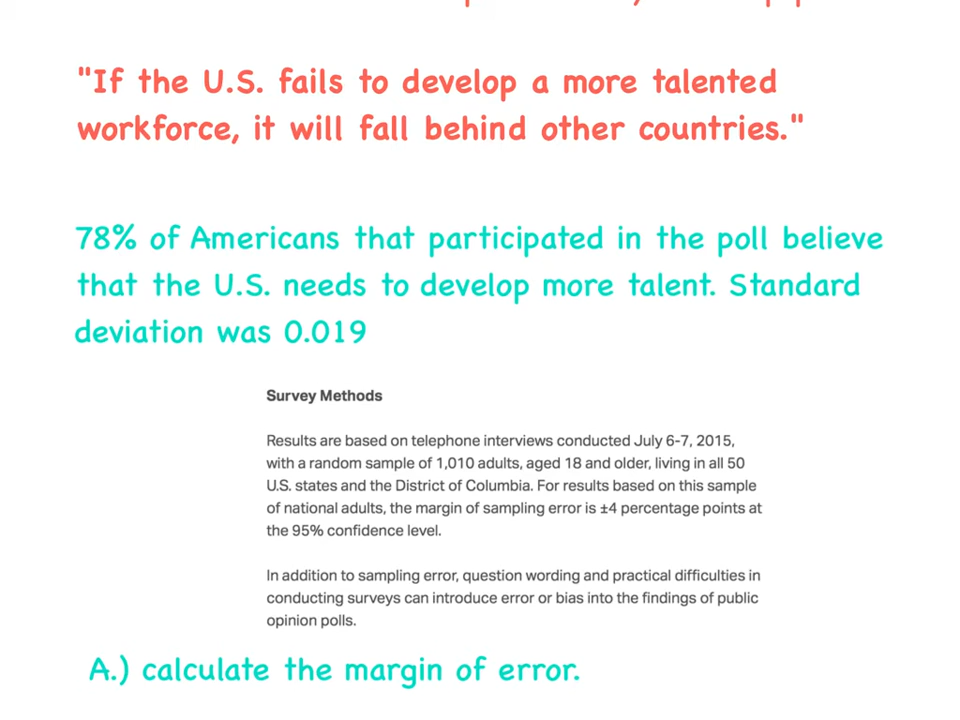 "If the U.S. fails to develop a more talented
workforce, it will fall behind other countries."
78% of Americans that participated in the poll believe
that the U.S. needs to develop more talent. Standard
deviation was 0.019
Survey Methods
Results are based on telephone interviews conducted July 6-7, 2015,
with a random sample of 1,010 adults, aged 18 and older, living in all 50
U.S. states and the District of Columbia. For results based on this sample
of national adults, the margin of sampling error is ±4 percentage points at
the 95% confidence level.
In addition to sampling error, question wording and practical difficulties in
conducting surveys can introduce error or bias into the findings of public
opinion polls.
A.) calculate the margin of error.